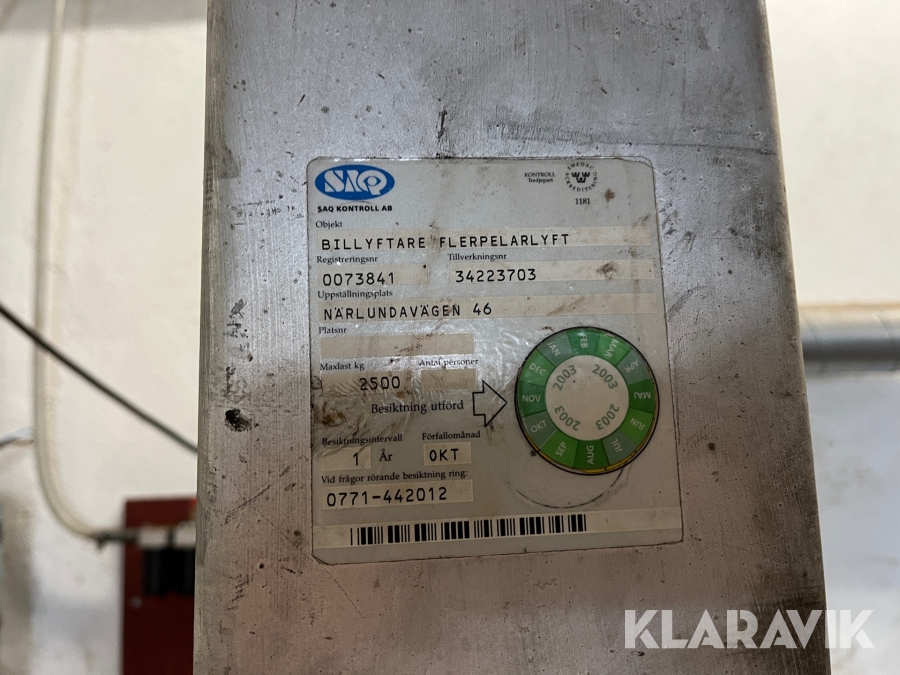 SAQ
SAQ KONTROLL AB
KONTROLL
Tredjepart
SWEDAC
ACKREDITERING
1181
Objekt
BILLYFTARE FLERPELARLYFT
Registreringsnr Tillverkningsnr
0073841 34223703
Uppställningsplats
NÄRLUNDAVÄGEN 46
Platsnr
Maxlast kg Antal personer
2500
Besiktning utförd
JAN FEB MAR APR MAJ JUN JUL AUG SEP OKT NOV DEC
2003 2003 2003 2003
Besiktningsintervall Förfallomånad
1 År OKT
Vid frågor rörande besiktning ring:
0771-442012
KLARAVIK